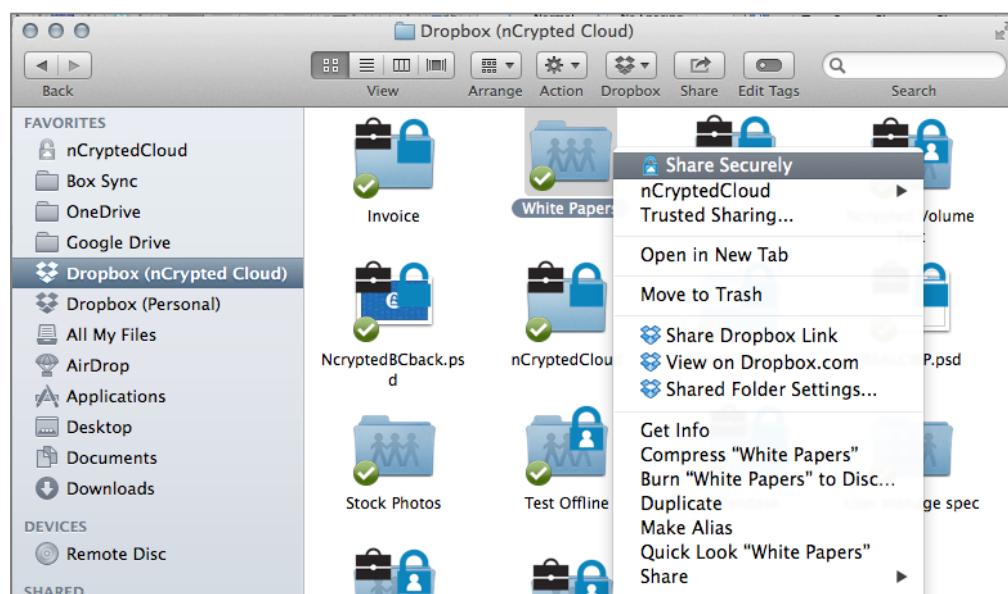 Dropbox (nCrypted Cloud)
Back
View
Arrange
Action
Dropbox
Share
Edit Tags
Search
FAVORITES
nCryptedCloud
Box Sync
OneDrive
Google Drive
Dropbox (nCrypted Cloud)
Dropbox (Personal)
All My Files
AirDrop
Applications
Desktop
Documents
Downloads
DEVICES
Remote Disc
SHARED
Invoice
White Papers
Ncrypted Volume
NcryptedBCback.ps
d
nCryptedCloud
P.psd
Stock Photos
Test Offline
ge spec
Share Securely
nCryptedCloud
Trusted Sharing...
Open in New Tab
Move to Trash
Share Dropbox Link
View on Dropbox.com
Shared Folder Settings...
Get Info
Compress “White Papers”
Burn “White Papers” to Disc...
Duplicate
Make Alias
Quick Look “White Papers”
Share